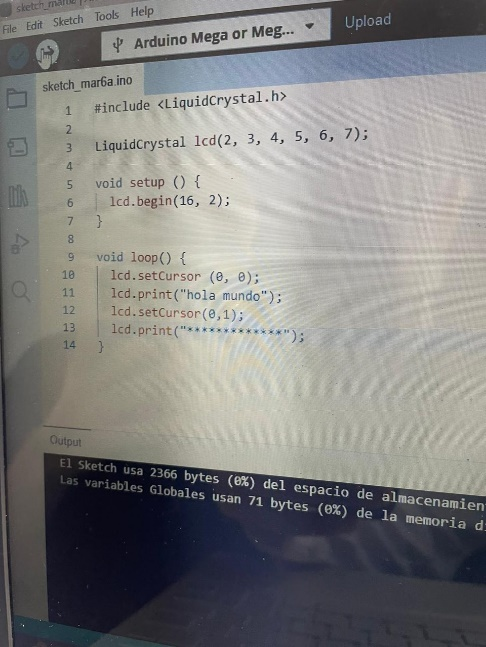 File Edit Sketch Tools Help
Arduino Mega or Meg...
Upload
sketch_mar6a.ino
1 #include <LiquidCrystal.h>
2
3 LiquidCrystal lcd(2, 3, 4, 5, 6, 7);
4
5 void setup () {
6 lcd.begin(16, 2);
7 }
8
9 void loop() {
10 lcd.setCursor (0, 0);
11 lcd.print("hola mundo");
12 lcd.setCursor(0,1);
13 lcd.print("*************");
14 }
Output
El Sketch usa 2366 bytes (0%) del espacio de almacenamien
Las variables Globales usan 71 bytes (0%) de la memoria d